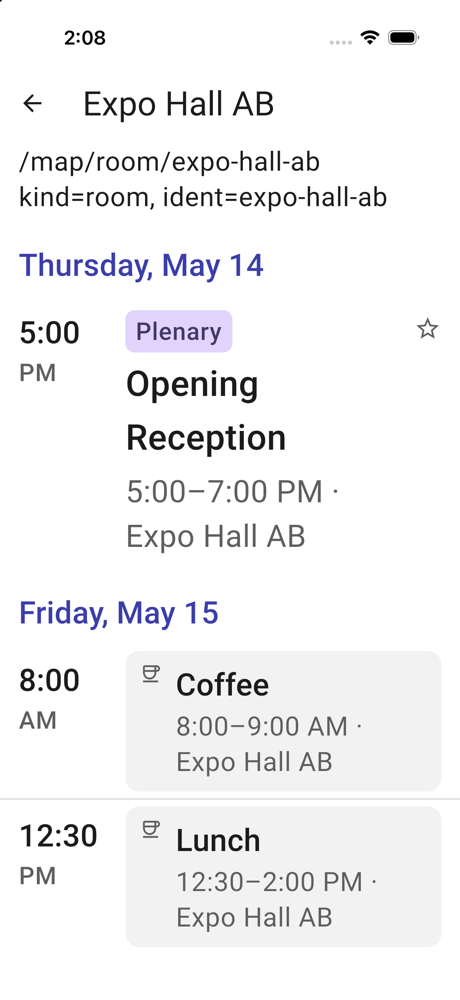 2:08
Expo Hall AB
/map/room/expo-hall-ab
kind=room, ident=expo-hall-ab
Thursday, May 14
5:00
PM
Plenary
Opening
Reception
5:00–7:00 PM ·
Expo Hall AB
Friday, May 15
8:00
AM
Coffee
8:00–9:00 AM ·
Expo Hall AB
12:30
PM
Lunch
12:30–2:00 PM ·
Expo Hall AB